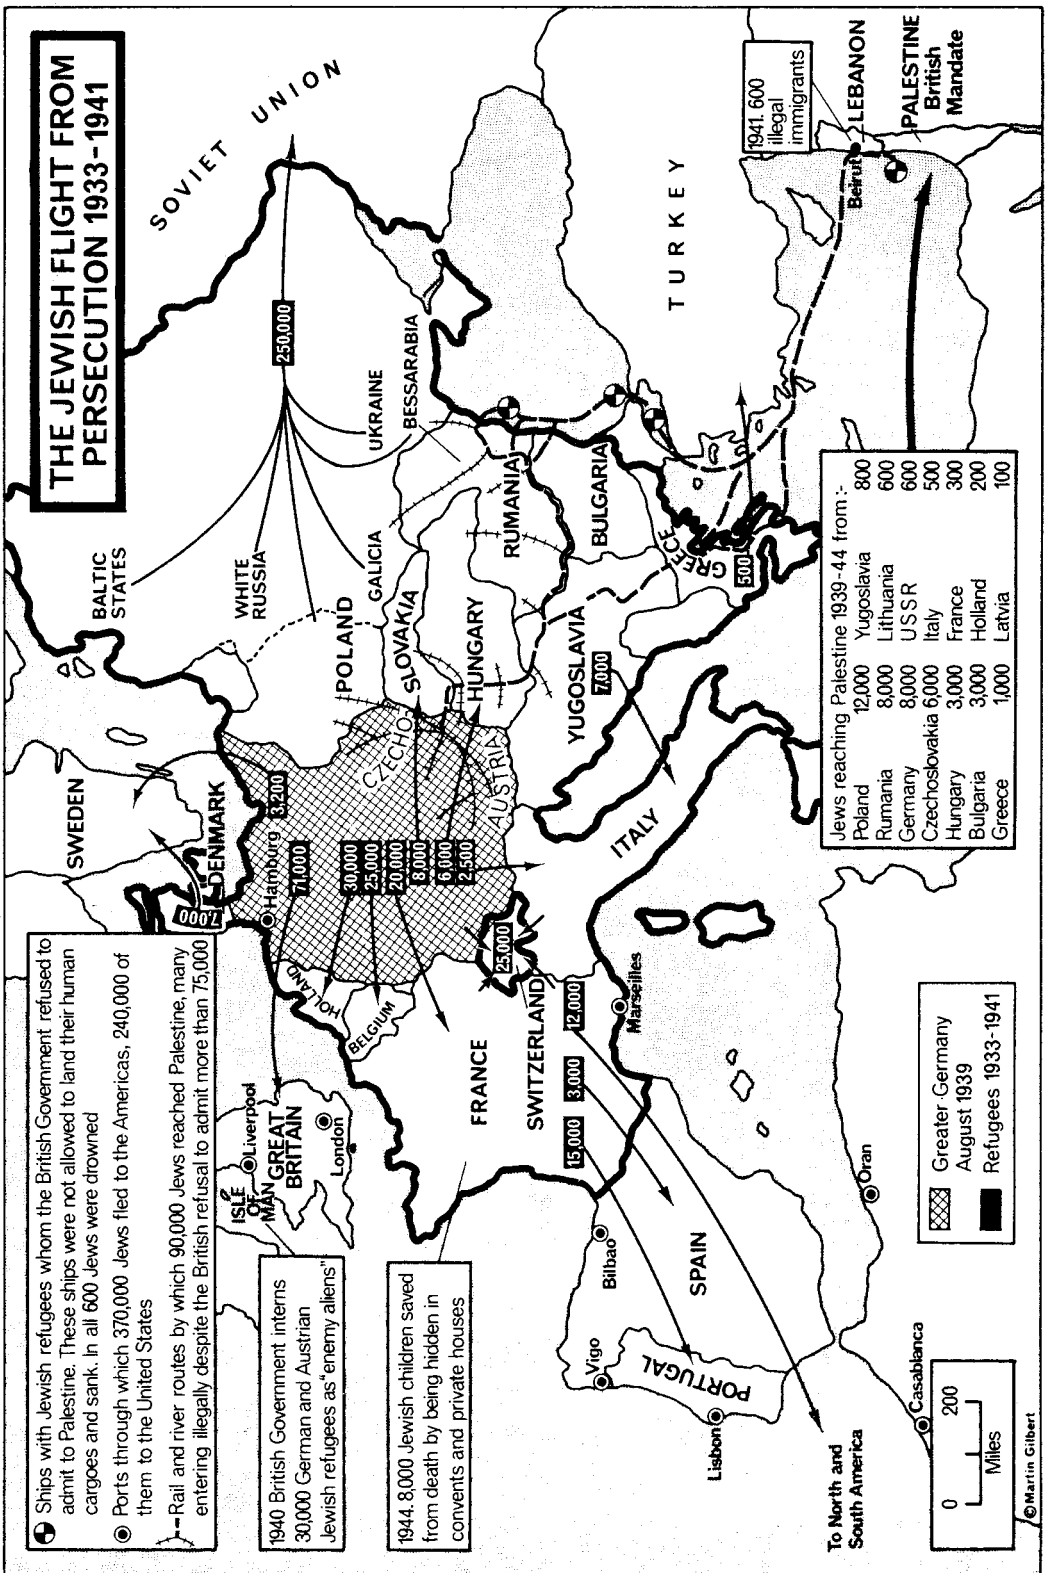 THE JEWISH FLIGHT FROM
PERSECUTION 1933-1941
Ships with Jewish refugees whom the British Government refused to
admit to Palestine. These ships were not allowed to land their human
cargoes and sank. In all 600 Jews were drowned
Ports through which 370,000 Jews fled to the Americas, 240,000 of
them to the United States
Rail and river routes by which 90,000 Jews reached Palestine, many
entering illegally despite the British refusal to admit more than 75,000
1940 British Government interns
30,000 German and Austrian
Jewish refugees as "enemy aliens"
1944. 8,000 Jewish children saved
from death by being hidden in
convents and private houses
SWEDEN
DENMARK
7,000
3,200
Hamburg
71,000
30,000
25,000
20,000
8,000
6,000
2,500
HOLLAND
BELGIUM
Liverpool
ISLE
OF
MAN
GREAT
BRITAIN
London
BALTIC
STATES
WHITE
RUSSIA
POLAND
GALICIA
UKRAINE
BESSARABIA
250,000
SOVIET UNION
CZECHO
SLOVAKIA
AUSTRIA
HUNGARY
RUMANIA
YUGOSLAVIA
7,000
BULGARIA
GREECE
500
TURKEY
1941. 600
illegal
immigrants
LEBANON
Beirut
PALESTINE
British
Mandate
FRANCE
SWITZERLAND
25,000
ITALY
12,000
3,000
15,000
Marseilles
Bilbao
SPAIN
Vigo
PORTUGAL
Lisbon
Oran
Casablanca
To North and
South America
Jews reaching Palestine 1939-44 from :-
Poland 12,000 Yugoslavia 800
Rumania 8,000 Lithuania 600
Germany 8,000 USSR 600
Czechoslovakia 6,000 Italy 500
Hungary 3,000 France 300
Bulgaria 3,000 Holland 200
Greece 1,000 Latvia 100
Greater Germany
August 1939
Refugees 1933-1941
0 200
Miles
©Martin Gilbert